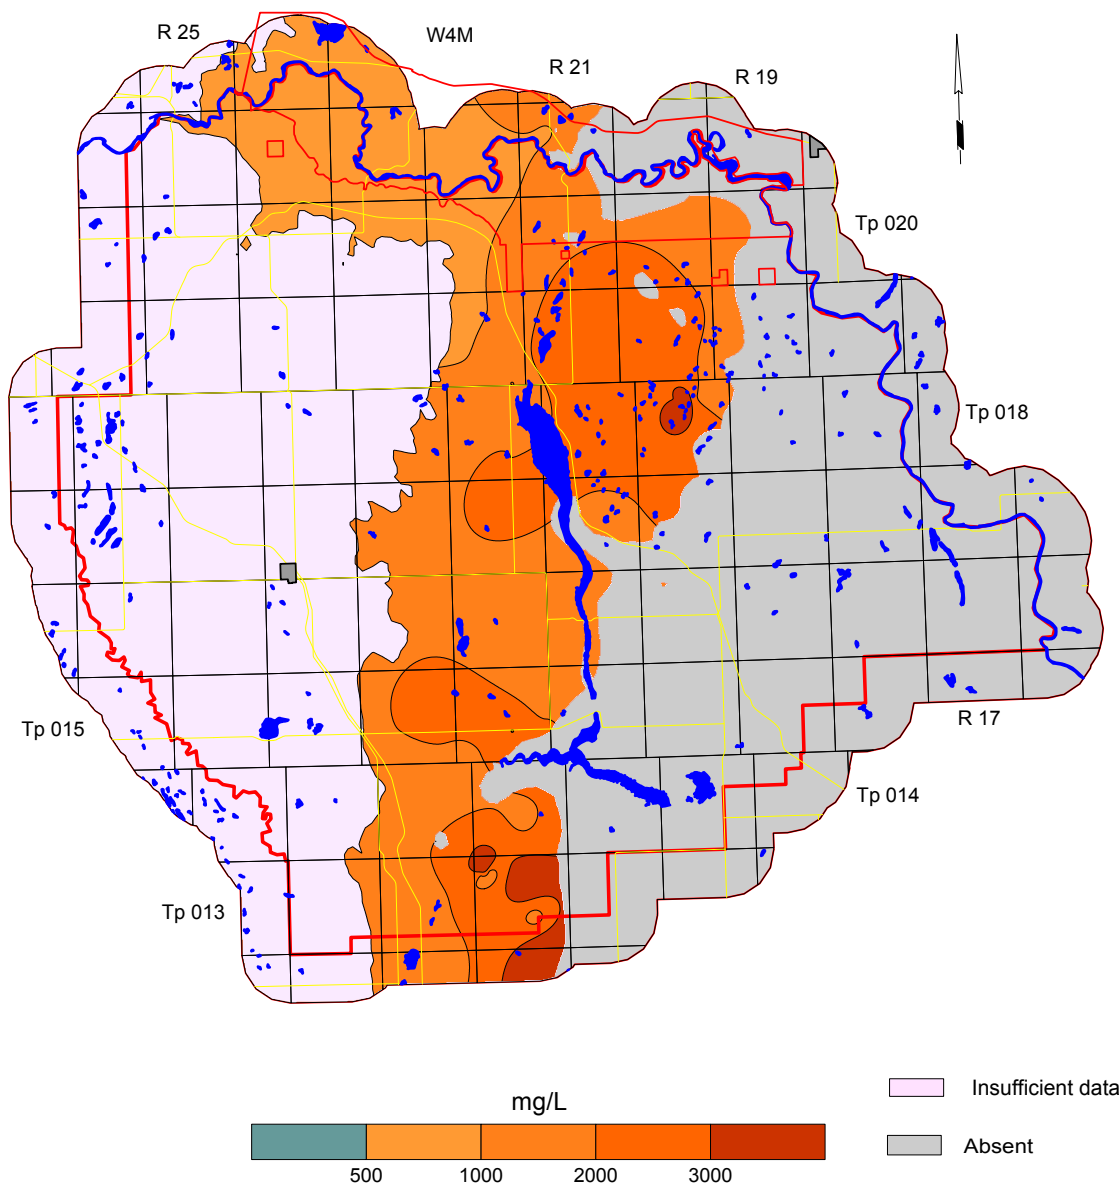 R 25
W4M
R 21
R 19
Tp 020
Tp 018
Tp 015
R 17
Tp 014
Tp 013
mg/L
500 1000 2000 3000
Insufficient data
Absent